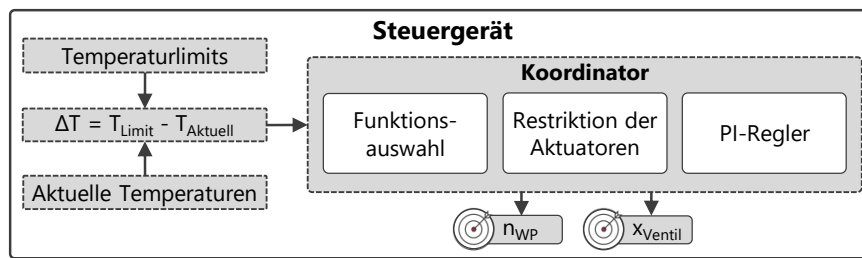 Steuergerät
Temperaturlimits
ΔT = T_Limit - T_Aktuell
Aktuelle Temperaturen
Koordinator
Funktions-
auswahl
Restriktion der
Aktuatoren
PI-Regler
n_WP
x_Ventil